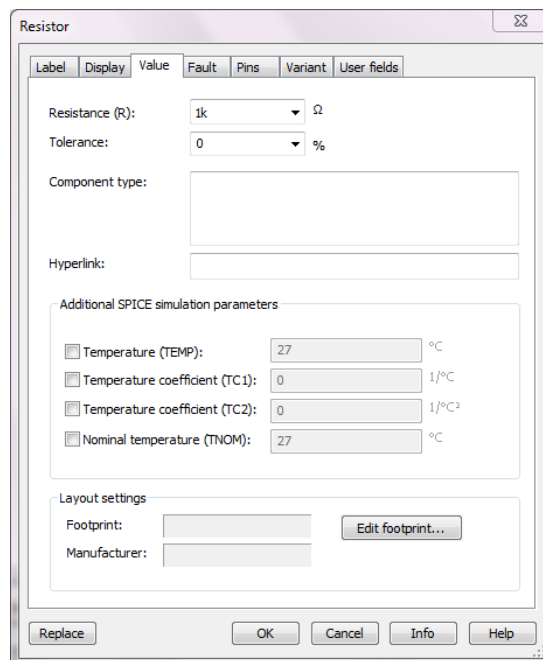 Resistor
Label Display Value Fault Pins Variant User fields
Resistance (R): 1k Ω
Tolerance: 0 %
Component type:
Hyperlink:
Additional SPICE simulation parameters
Temperature (TEMP): 27 °C
Temperature coefficient (TC1): 0 1/°C
Temperature coefficient (TC2): 0 1/°C²
Nominal temperature (TNOM): 27 °C
Layout settings
Footprint: Edit footprint...
Manufacturer:
Replace OK Cancel Info Help